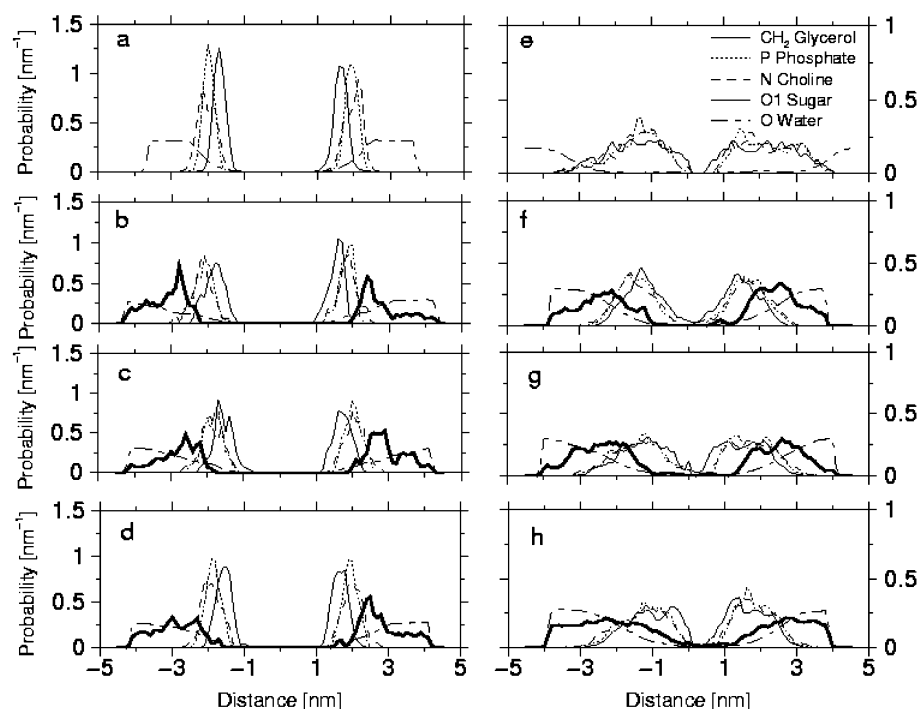 a
Probability [nm⁻¹]
1.5
1
0.5
0
b
Probability [nm⁻¹]
1.5
1
0.5
0
c
Probability [nm⁻¹]
1.5
1
0.5
0
d
Probability [nm⁻¹]
1.5
1
0.5
0
−5 −3 −1 1 3 5
Distance [nm]
e
CH₂ Glycerol
P Phosphate
N Choline
O1 Sugar
O Water
1
0.5
0
f
1
0.5
0
g
1
0.5
0
h
1
0.5
0
−5 −3 −1 1 3 5
Distance [nm]